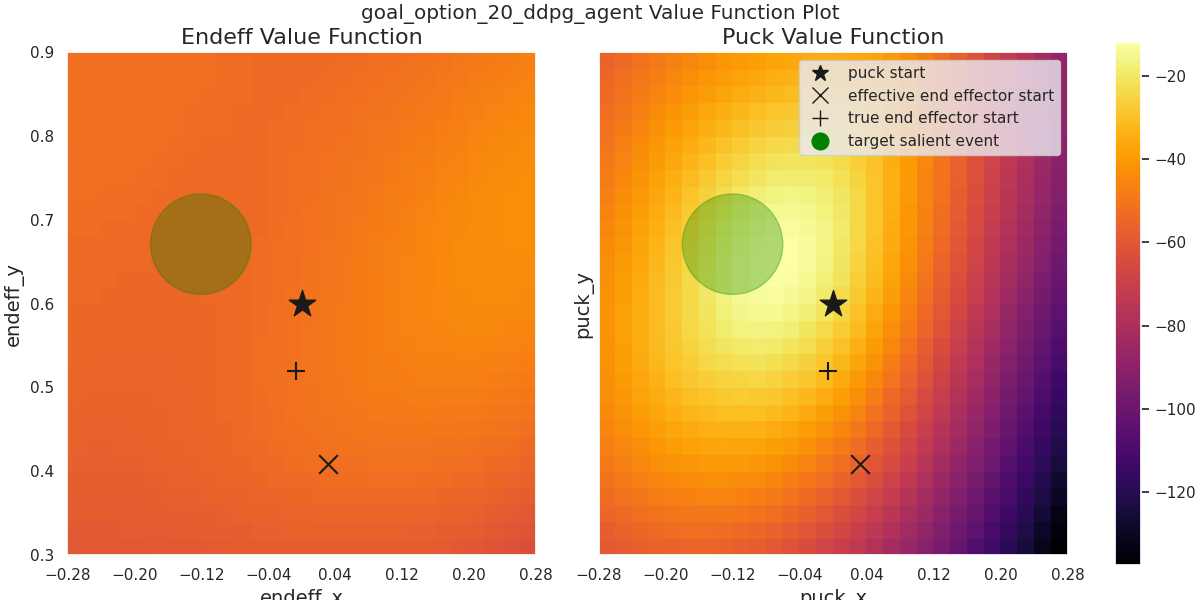 goal_option_20_ddpg_agent Value Function Plot
Endeff Value Function
Puck Value Function
endeff_y
0.9
0.8
0.7
0.6
0.5
0.4
0.3
−0.28 −0.20 −0.12 −0.04 0.04 0.12 0.20 0.28
endeff_x
puck_y
puck start
effective end effector start
true end effector start
target salient event
−0.28 −0.20 −0.12 −0.04 0.04 0.12 0.20 0.28
puck_x
−20
−40
−60
−80
−100
−120